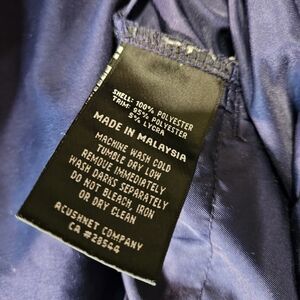 SHELL: 100% POLYESTER
TRIM: 95% POLYESTER
5% LYCRA
MADE IN MALAYSIA
MACHINE WASH COLD
TUMBLE DRY LOW
REMOVE IMMEDIATELY
WASH DARKS SEPARATELY
DO NOT BLEACH, IRON
OR DRY CLEAN
ACUSHNET COMPANY
CA #28566